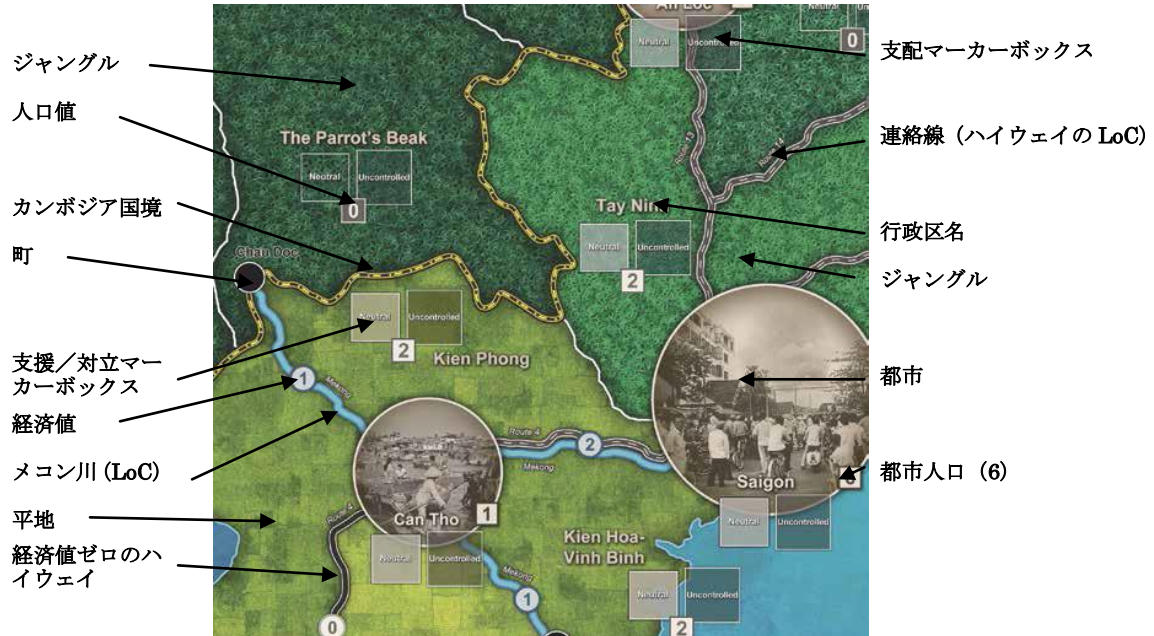 ジャングル
人口値
カンボジア国境
町
支援／対立マー
カーボックス
経済値
メコン川 (LoC)
平地
経済値ゼロのハ
イウェイ
An Loc
Neutral
Uncontrolled
Neutral
0
The Parrot's Beak
Neutral
Uncontrolled
0
Route 13
Route 14
Tay Ninh
Neutral
Uncontrolled
2
Chau Doc
Neutral
Uncontrolled
2
Kien Phong
1
Mekong
Route 4
2
Mekong
Saigon
6
Neutral
Uncontrolled
Can Tho
1
Route 4
Neutral
Uncontrolled
Kien Hoa-
Vinh Binh
Mekong
1
Neutral
Uncontrolled
2
0
支配マーカーボックス
連絡線（ハイウェイの LoC）
行政区名
ジャングル
都市
都市人口（6）